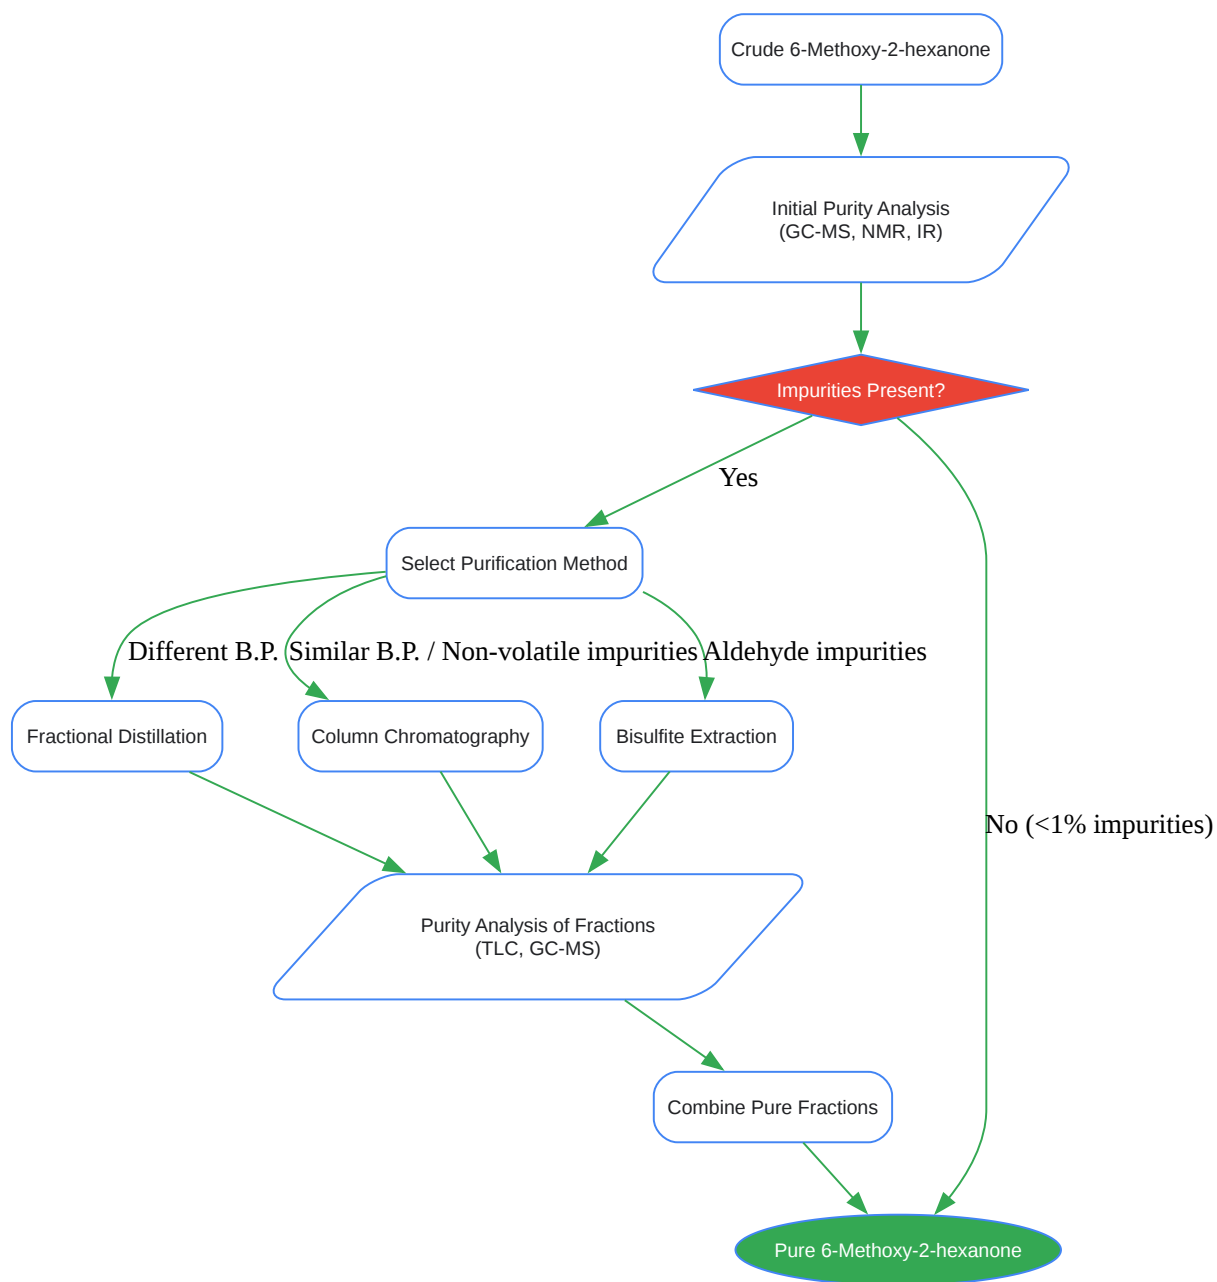 Crude 6-Methoxy-2-hexanone
Initial Purity Analysis
(GC-MS, NMR, IR)
Impurities Present?
Yes
Select Purification Method
Different B.P.
Similar B.P. / Non-volatile impurities
Aldehyde impurities
Fractional Distillation
Column Chromatography
Bisulfite Extraction
No (<1% impurities)
Purity Analysis of Fractions
(TLC, GC-MS)
Combine Pure Fractions
Pure 6-Methoxy-2-hexanone